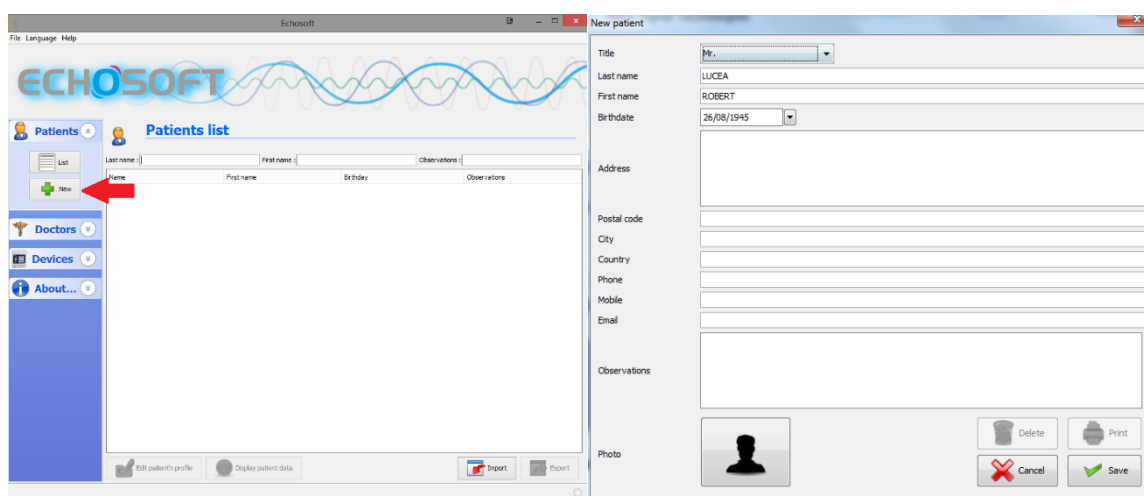 Echosoft
File Language Help
ECHOSOFT
Patients
Patients list
List
New
Last name :
First name :
Observations :
Name
First name
Birthday
Observations
Doctors
Devices
About...
Edit patient's profile
Display patient data
Import
Export
New patient
Title
Mr.
Last name
LUCEA
First name
ROBERT
Birthdate
26/08/1945
Address
Postal code
City
Country
Phone
Mobile
Email
Observations
Photo
Delete
Print
Cancel
Save